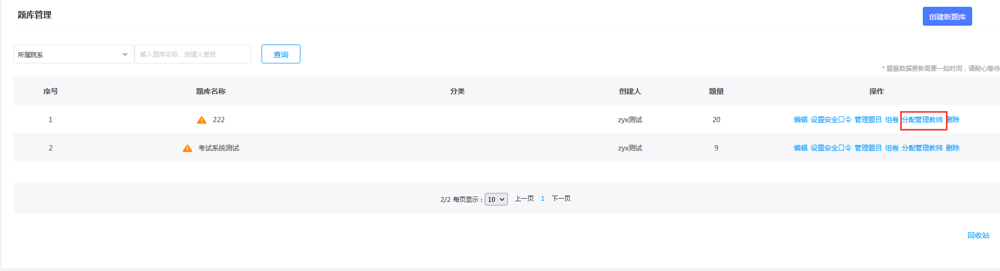 题库管理
创建新题库
所属院系 输入题库名称、创建人查找 查询
* 题量数据更新需要一段时间，请耐心等待
序号 题库名称 分类 创建人 题量 操作
1 222 zyx测试 20 编辑 设置安全口令 管理题目 组卷 分配管理教师 删除
2 考试系统测试 zyx测试 9 编辑 设置安全口令 管理题目 组卷 分配管理教师 删除
2/2 每页显示： 10 上一页 1 下一页
回收站